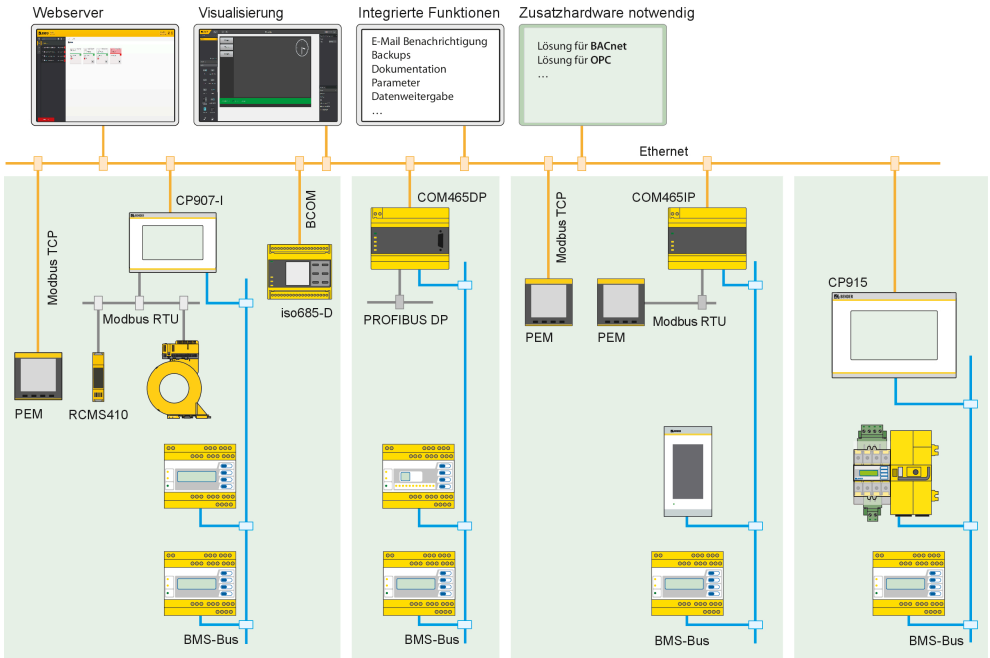 Webserver
Visualisierung
Integrierte Funktionen
Zusatzhardware notwendig
E-Mail Benachrichtigung
Backups
Dokumentation
Parameter
Datenweitergabe
...
Lösung für BACnet
Lösung für OPC
...
Ethernet
Modbus TCP
CP907-I
BCOM
COM465DP
Modbus TCP
COM465IP
CP915
BENDER
iso685-D
Modbus RTU
PROFIBUS DP
PEM
PEM
Modbus RTU
PEM
RCMS410
BMS-Bus
BMS-Bus
BMS-Bus
BMS-Bus